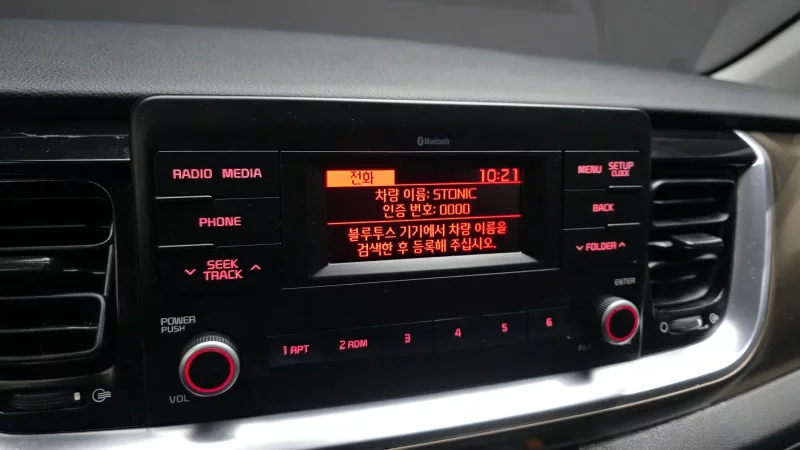 Bluetooth
RADIO MEDIA
전화 10:21
MENU SETUP
CLOCK
차량 이름: STONIC
인증 번호: 0000
PHONE
BACK
블루투스 기기에서 차량 이름을
검색한 후 등록해 주십시오.
SEEK
TRACK
FOLDER
ENTER
POWER
PUSH
1 RPT 2 RDM 3 4 5 6
VOL